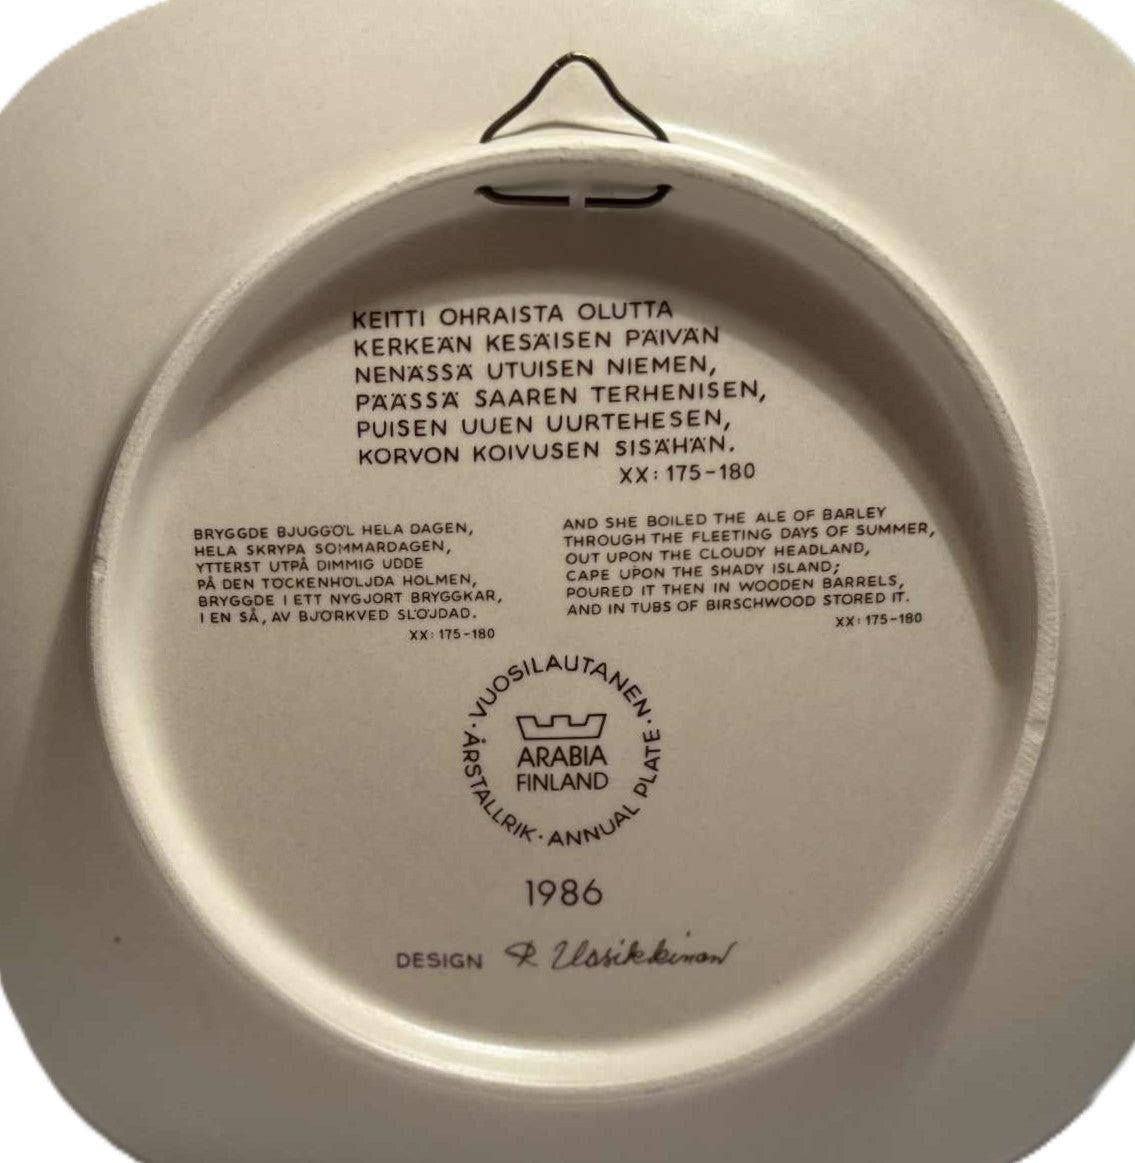 KEITTI OHRAISTA OLUTTA
KERKEÄN KESÄISEN PÄIVÄN
NENÄSSÄ UTUISEN NIEMEN,
PÄÄSSÄ SAAREN TERHENISEN,
PUISEN UUEN UURTEHESEN,
KORVON KOIVUSEN SISÄHÄN.
XX: 175-180
BRYGGDE BJUGGÖL HELA DAGEN,
HELA SKRYPA SOMMARDAGEN,
YTTERST UTPÅ DIMMIG UDDE
PÅ DEN TÖCKENHÖLJDA HOLMEN,
BRYGGDE I ETT NYGJORT BRYGGKAR,
I EN SÅ, AV BJÖRKVED SLÖJDAD.
XX: 175-180
AND SHE BOILED THE ALE OF BARLEY
THROUGH THE FLEETING DAYS OF SUMMER,
OUT UPON THE CLOUDY HEADLAND,
CAPE UPON THE SHADY ISLAND;
POURED IT THEN IN WOODEN BARRELS,
AND IN TUBS OF BIRSCHWOOD STORED IT.
XX: 175-180
· VUOSILAUTANEN · ANNUAL PLATE · ÅRSTALLRIK
ARABIA
FINLAND
1986
DESIGN R Uosikkinen